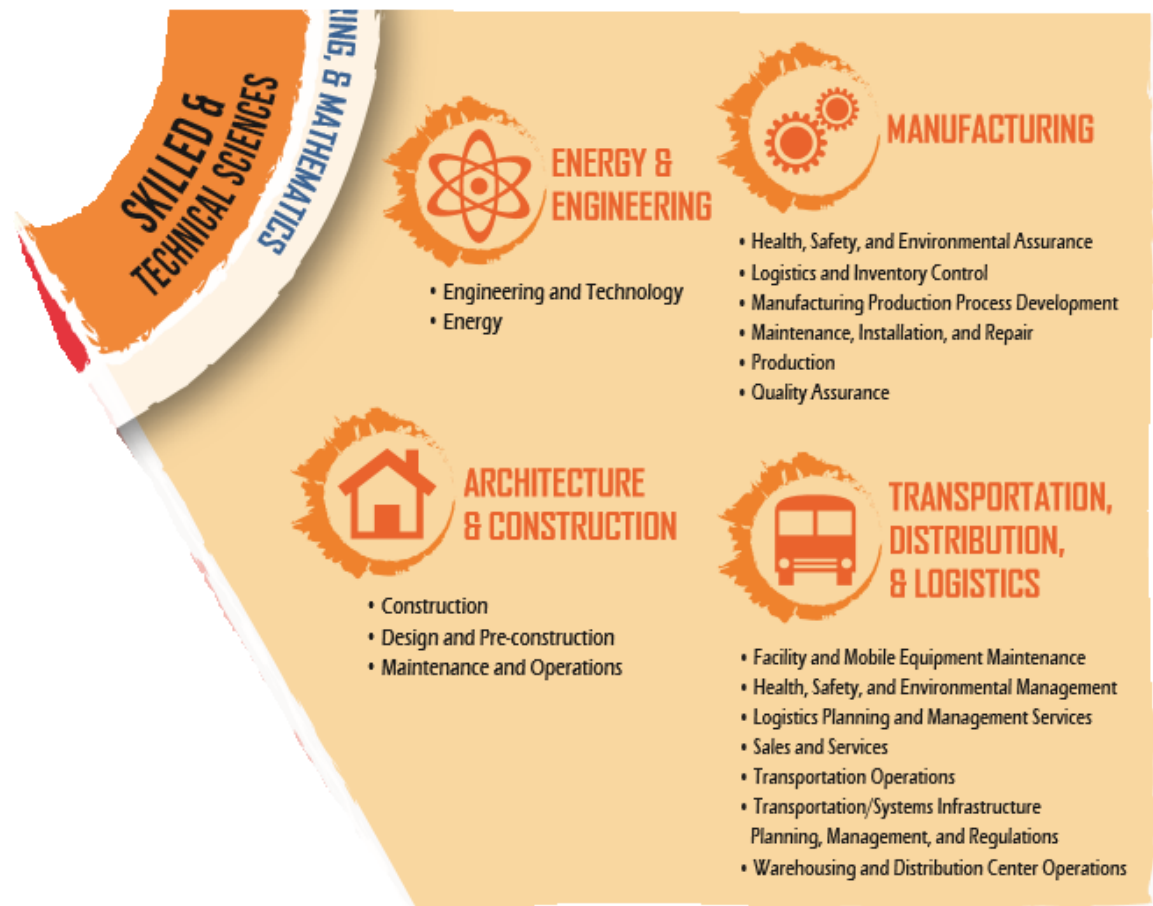 SKILLED &
TECHNICAL SCIENCES
& MATHEMATICS
ENERGY &
ENGINEERING
• Engineering and Technology
• Energy
MANUFACTURING
• Health, Safety, and Environmental Assurance
• Logistics and Inventory Control
• Manufacturing Production Process Development
• Maintenance, Installation, and Repair
• Production
• Quality Assurance
ARCHITECTURE
& CONSTRUCTION
• Construction
• Design and Pre-construction
• Maintenance and Operations
TRANSPORTATION,
DISTRIBUTION,
& LOGISTICS
• Facility and Mobile Equipment Maintenance
• Health, Safety, and Environmental Management
• Logistics Planning and Management Services
• Sales and Services
• Transportation Operations
• Transportation/Systems Infrastructure
Planning, Management, and Regulations
• Warehousing and Distribution Center Operations